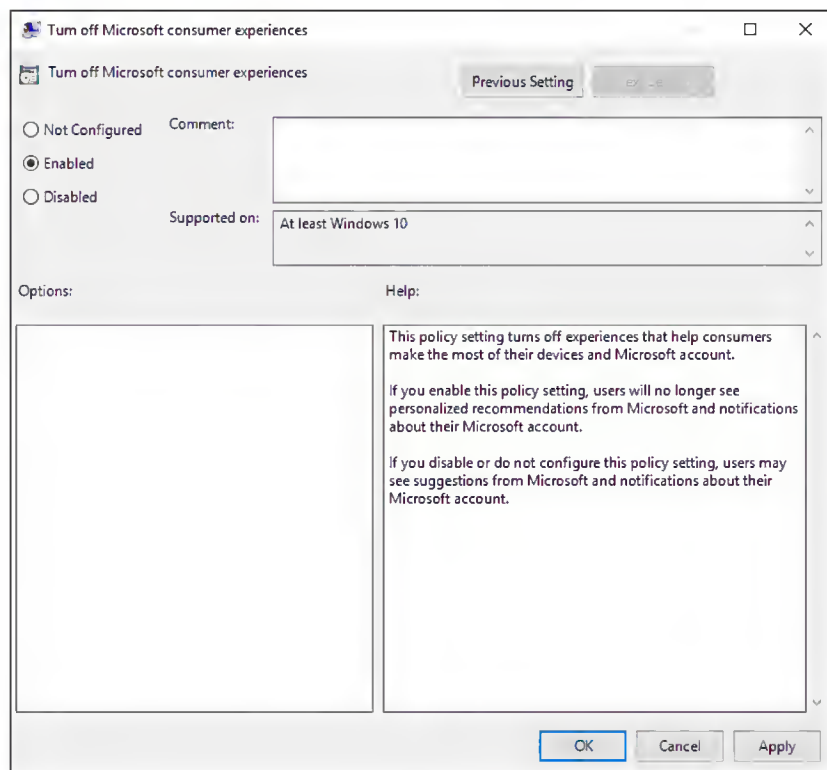 Turn off Microsoft consumer experiences
Turn off Microsoft consumer experiences
Previous Setting
Not Configured
Comment:
Enabled
Disabled
Supported on:
At least Windows 10
Options:
Help:
This policy setting turns off experiences that help consumers
make the most of their devices and Microsoft account.
If you enable this policy setting, users will no longer see
personalized recommendations from Microsoft and notifications
about their Microsoft account.
If you disable or do not configure this policy setting, users may
see suggestions from Microsoft and notifications about their
Microsoft account.
OK
Cancel
Apply